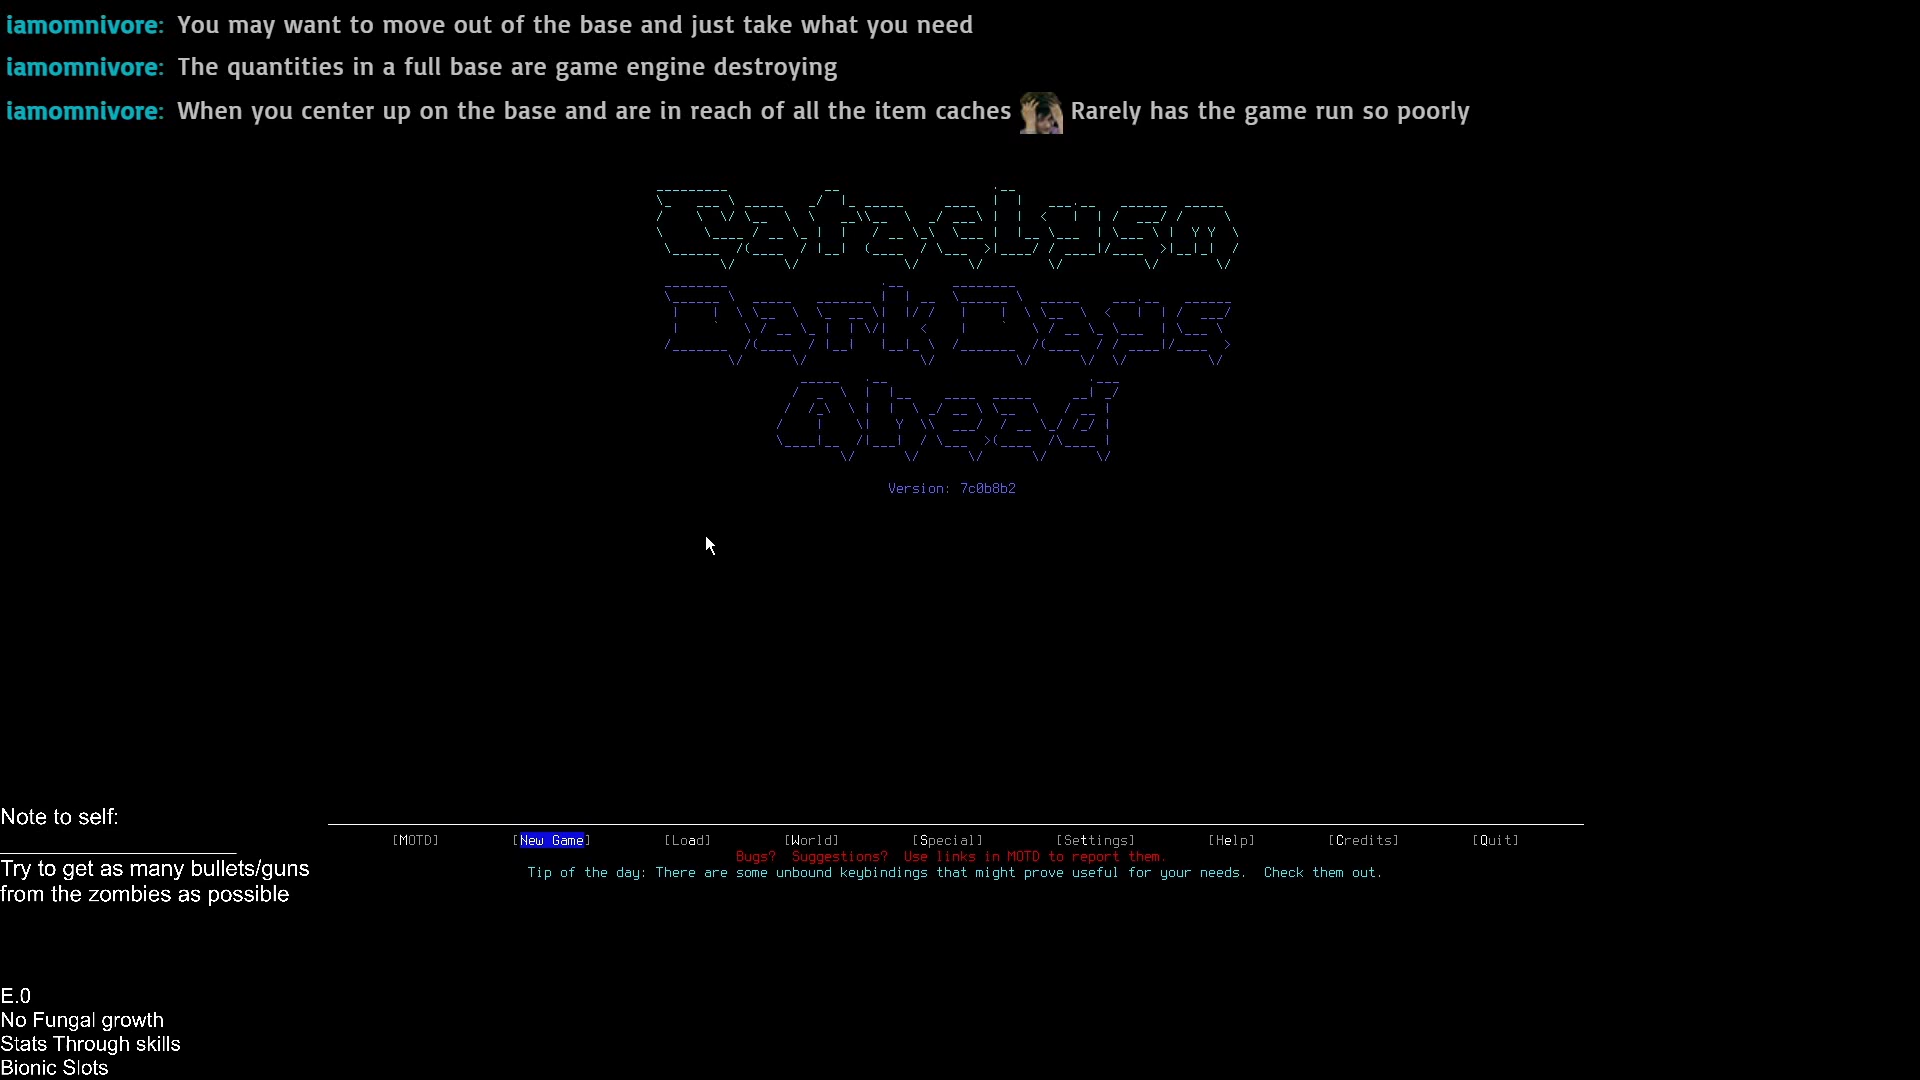 iamomnivore: You may want to move out of the base and just take what you need
iamomnivore: The quantities in a full base are game engine destroying
iamomnivore: When you center up on the base and are in reach of all the item caches Rarely has the game run so poorly
Cataclysm
Dark Days
Ahead
Version: 7c0b8b2
Note to self:
[MOTD] [New Game] [Load] [World] [Special] [Settings] [Help] [Credits] [Quit]
Bugs? Suggestions? Use links in MOTD to report them.
Tip of the day: There are some unbound keybindings that might prove useful for your needs. Check them out.
Try to get as many bullets/guns
from the zombies as possible
E.0
No Fungal growth
Stats Through skills
Bionic Slots